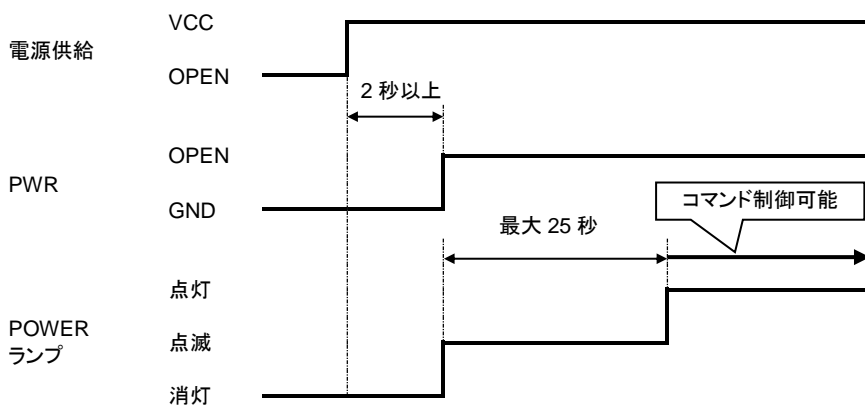 電源供給
VCC
OPEN
2 秒以上
PWR
OPEN
GND
コマンド制御可能
最大 25 秒
POWER
ランプ
点灯
点滅
消灯